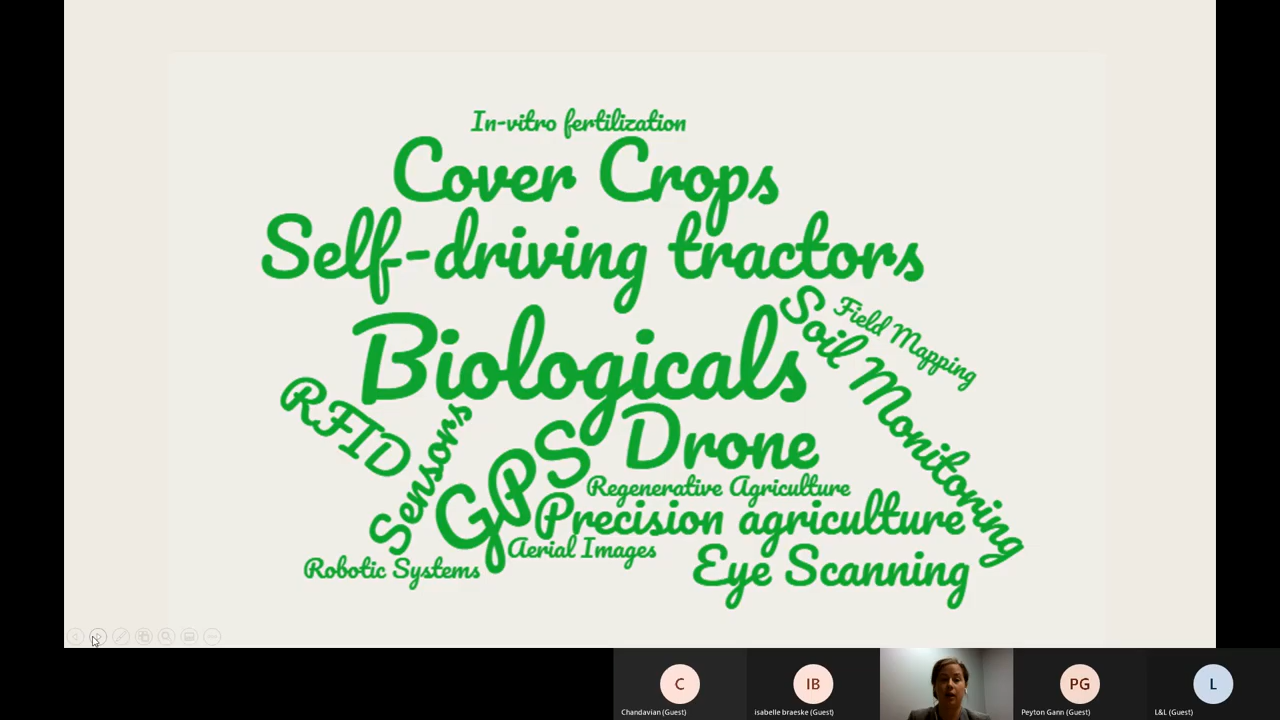 In-vitro fertilization
Cover Crops
Self-driving tractors
Biologicals
Field Mapping
Soil Monitoring
RFID
Sensors
GPS
Drone
Regenerative Agriculture
Precision agriculture
Aerial Images
Eye Scanning
Robotic Systems
C
IB
PG
L
Chandavian (Guest)
isabelle braeske (Guest)
Peyton Gann (Guest)
L&L (Guest)